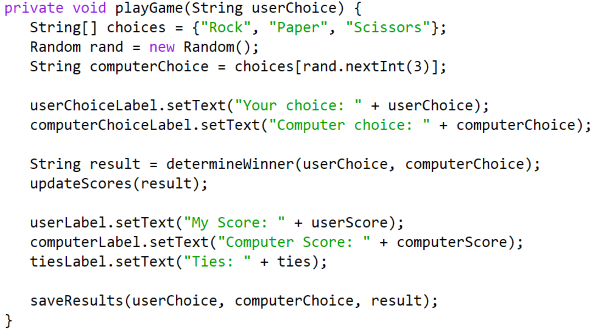 private void playGame(String userChoice) {
String[] choices = {"Rock", "Paper", "Scissors"};
Random rand = new Random();
String computerChoice = choices[rand.nextInt(3)];
userChoiceLabel.setText("Your choice: " + userChoice);
computerChoiceLabel.setText("Computer choice: " + computerChoice);
String result = determineWinner(userChoice, computerChoice);
updateScores(result);
userLabel.setText("My Score: " + userScore);
computerLabel.setText("Computer Score: " + computerScore);
tiesLabel.setText("Ties: " + ties);
saveResults(userChoice, computerChoice, result);
}